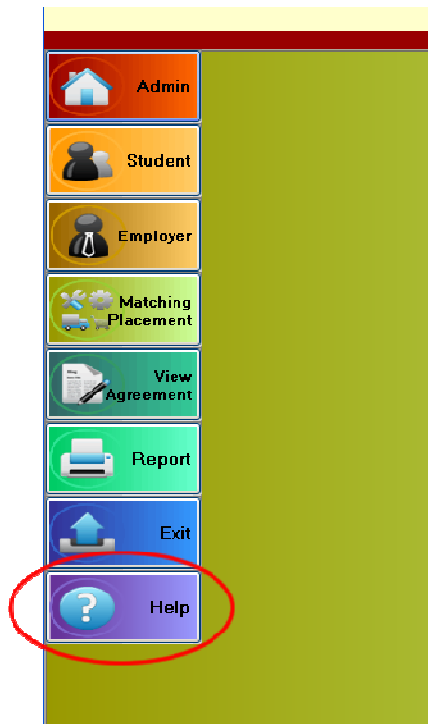 Admin
Student
Employer
Matching
Placement
View
Agreement
Report
Exit
?
Help